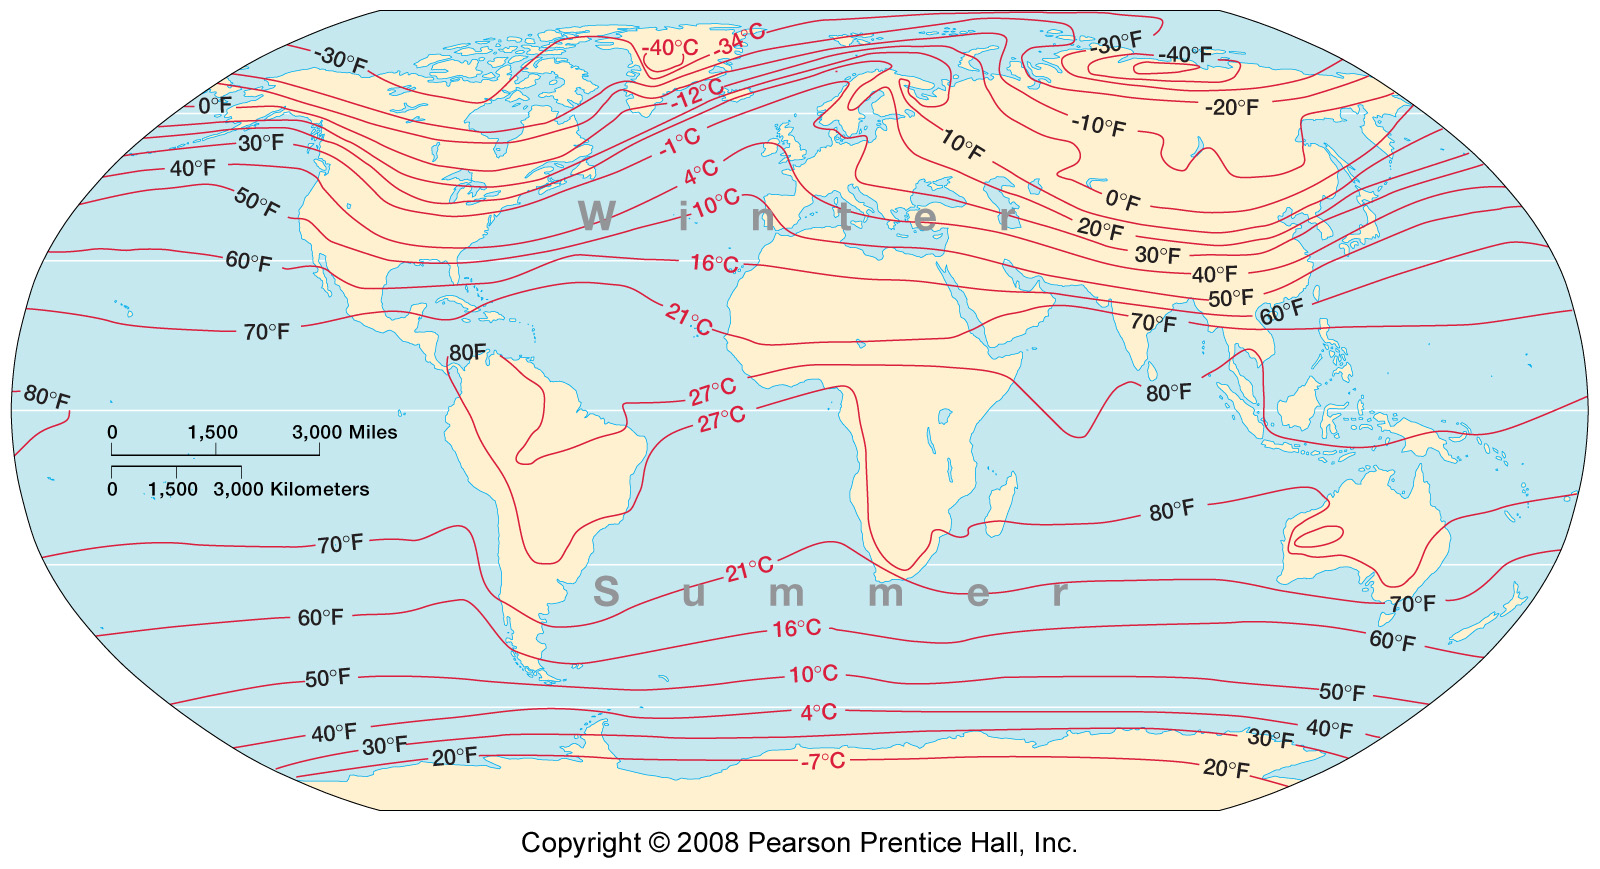 -40°C
-34°C
-30°F
-30°F
-40°F
-12°C
0°F
-20°F
-10°F
30°F
-1°C
10°F
40°F
4°C
50°F
10°C
0°F
Winter
20°F
30°F
60°F
16°C
40°F
50°F
21°C
60°F
70°F
70°F
80F
80°F
27°C
80°F
27°C
0 1,500 3,000 Miles
0 1,500 3,000 Kilometers
80°F
70°F
21°C
Summer
70°F
60°F
16°C
60°F
50°F
10°C
50°F
4°C
40°F
40°F
30°F
30°F
20°F
-7°C
20°F
Copyright © 2008 Pearson Prentice Hall, Inc.